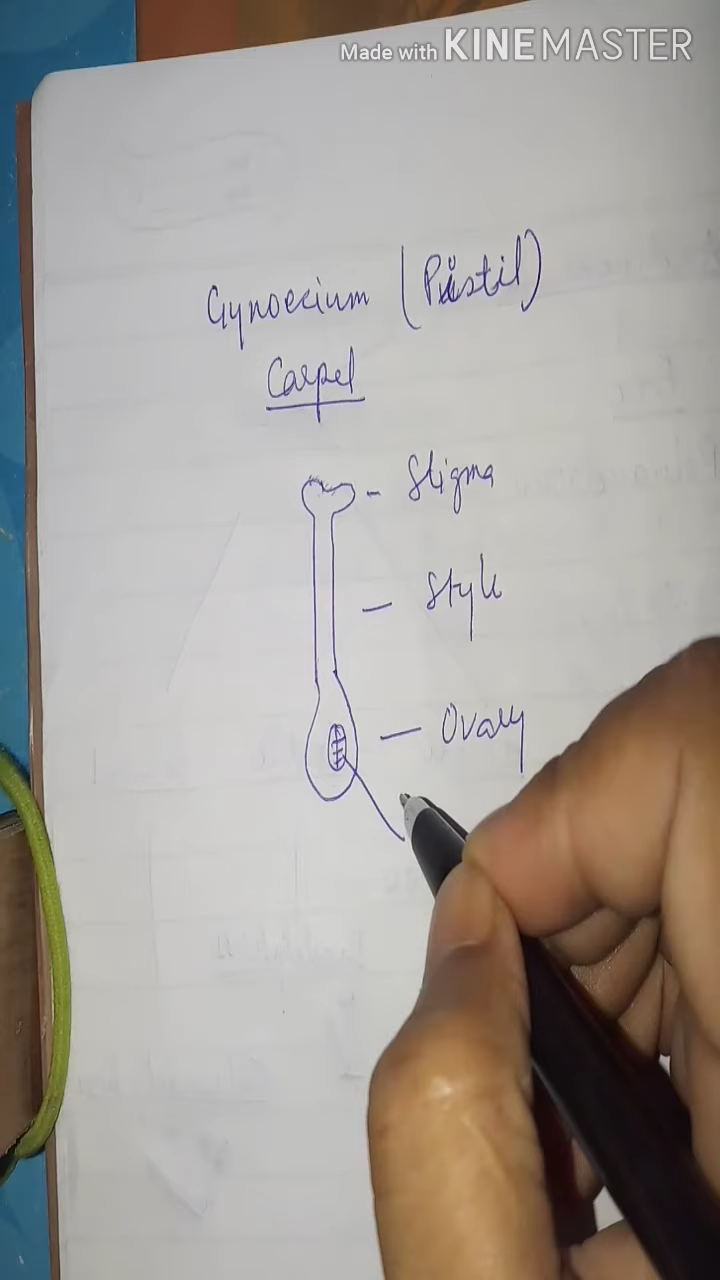 Made with KINEMASTER
Gynoecium (Pistil)
Carpel
- Stigma
- Style
- Ovary